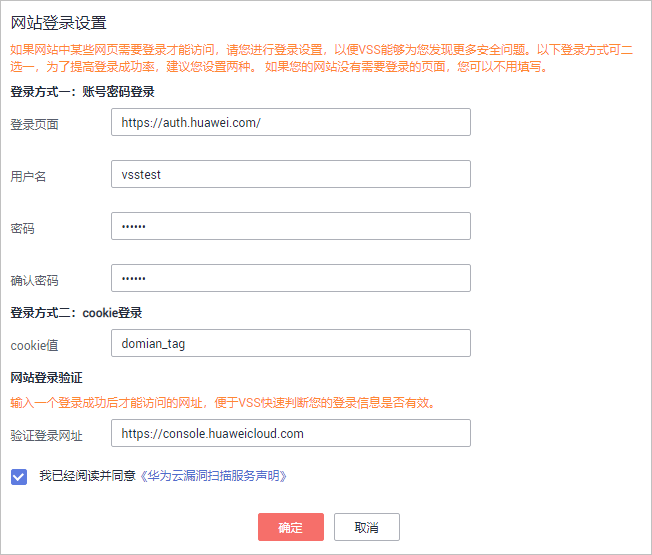 网站登录设置
如果网站中某些网页需要登录才能访问，请您进行登录设置，以便VSS能够为您发现更多安全问题。以下登录方式可二
选一，为了提高登录成功率，建议您设置两种。 如果您的网站没有需要登录的页面，您可以不用填写。
登录方式一：账号密码登录
登录页面 https://auth.huawei.com/
用户名 vsstest
密码 ••••••
确认密码 ••••••
登录方式二：cookie登录
cookie值 domian_tag
网站登录验证
输入一个登录成功后才能访问的网址，便于VSS快速判断您的登录信息是否有效。
验证登录网址 https://console.huaweicloud.com
我已经阅读并同意《华为云漏洞扫描服务声明》
确定 取消